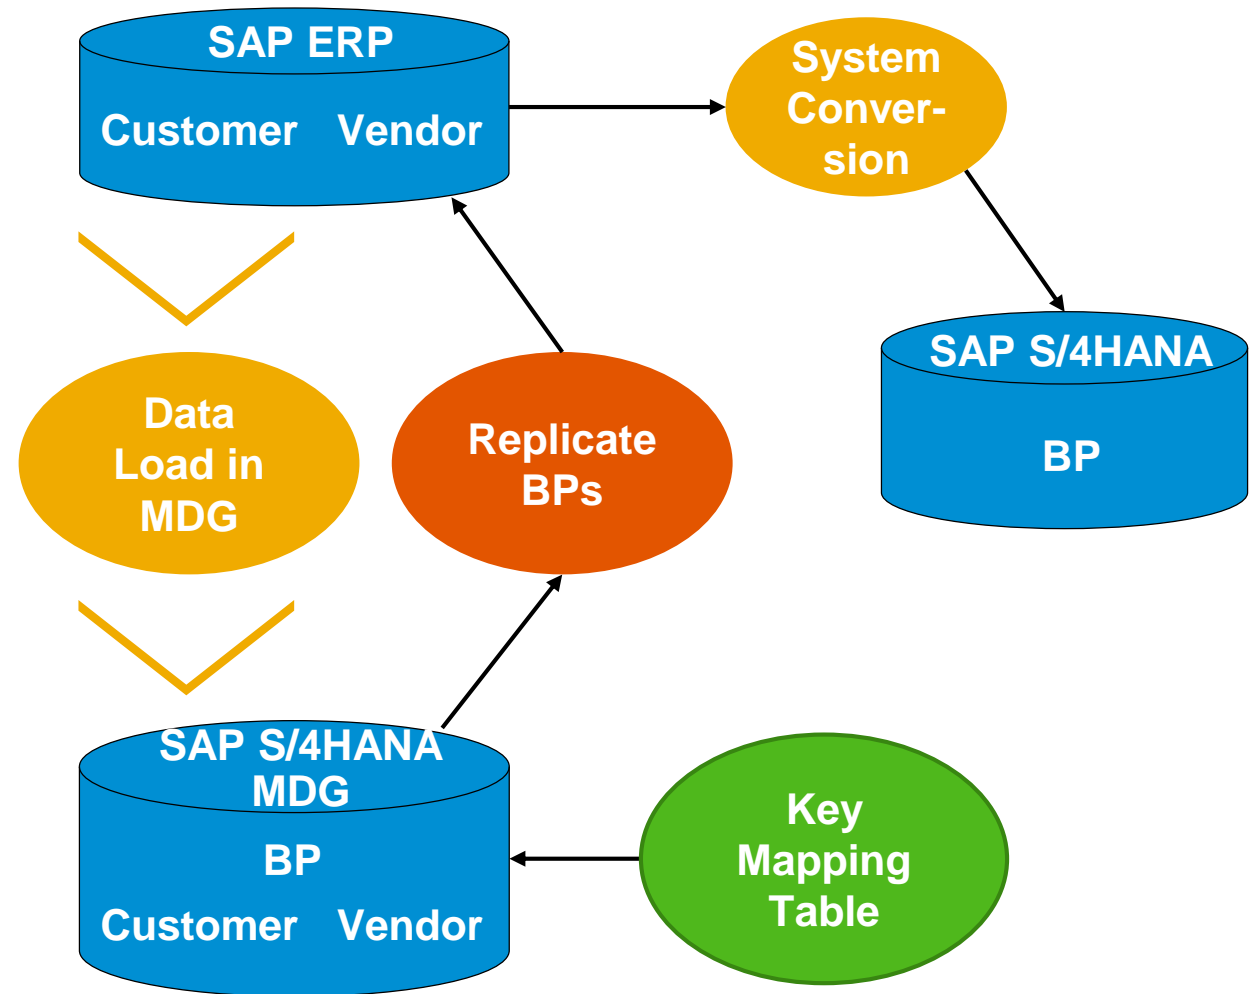 SAP ERP
Customer Vendor
System
Conver-
sion
SAP S/4HANA
BP
Data
Load in
MDG
Replicate
BPs
SAP S/4HANA
MDG
BP
Customer Vendor
Key
Mapping
Table